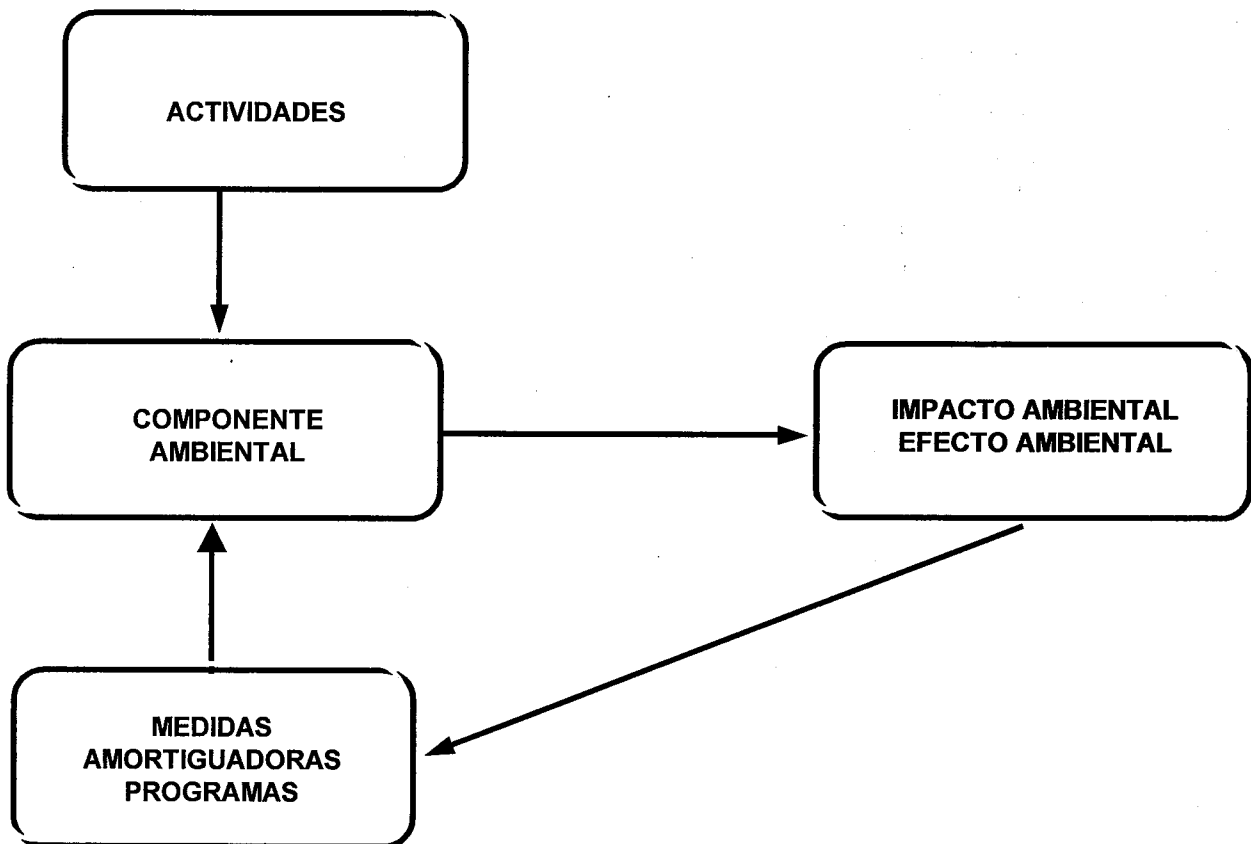 ACTIVIDADES
COMPONENTE
AMBIENTAL
IMPACTO AMBIENTAL
EFECTO AMBIENTAL
MEDIDAS
AMORTIGUADORAS
PROGRAMAS